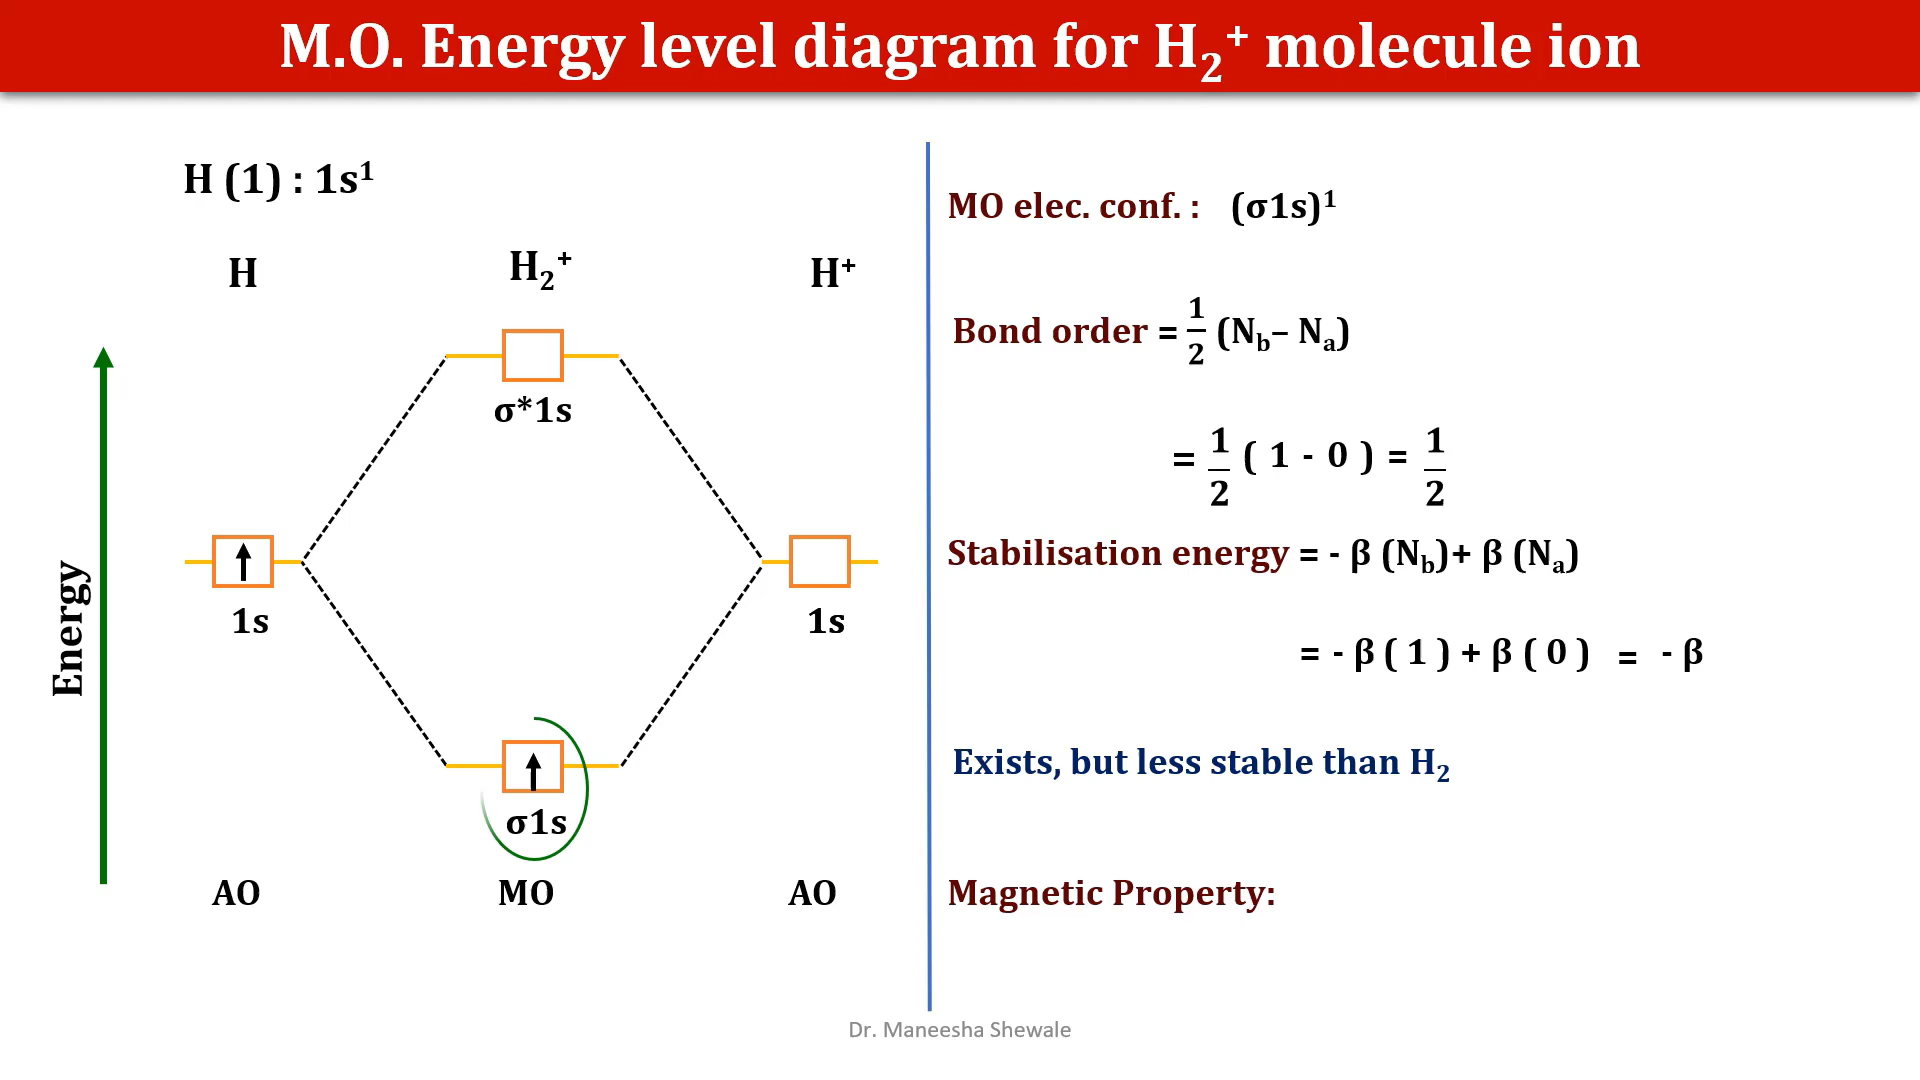 M.O. Energy level diagram for H₂⁺ molecule ion
H (1) : 1s¹
H H₂⁺ H⁺
σ*1s
Energy
1s 1s
σ1s
AO MO AO
MO elec. conf. : (σ1s)¹
Bond order = 1/2 (N_b– N_a)
= 1/2 ( 1 - 0 ) = 1/2
Stabilisation energy = - β (N_b)+ β (N_a)
= - β ( 1 ) + β ( 0 ) = - β
Exists, but less stable than H₂
Magnetic Property:
Dr. Maneesha Shewale